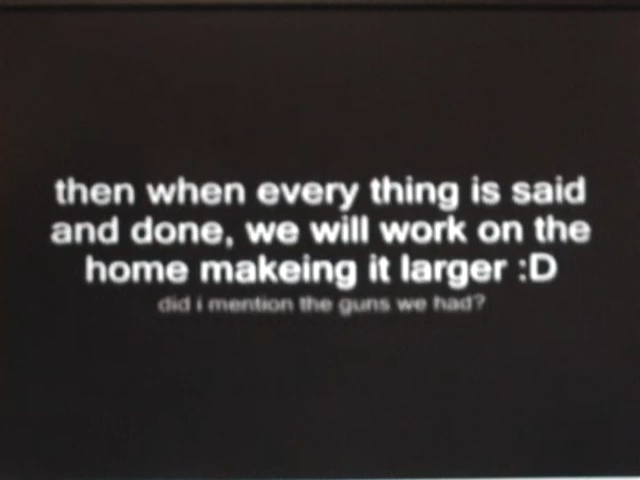 then when every thing is said
and done, we will work on the
home makeing it larger :D
did i mention the guns we had?